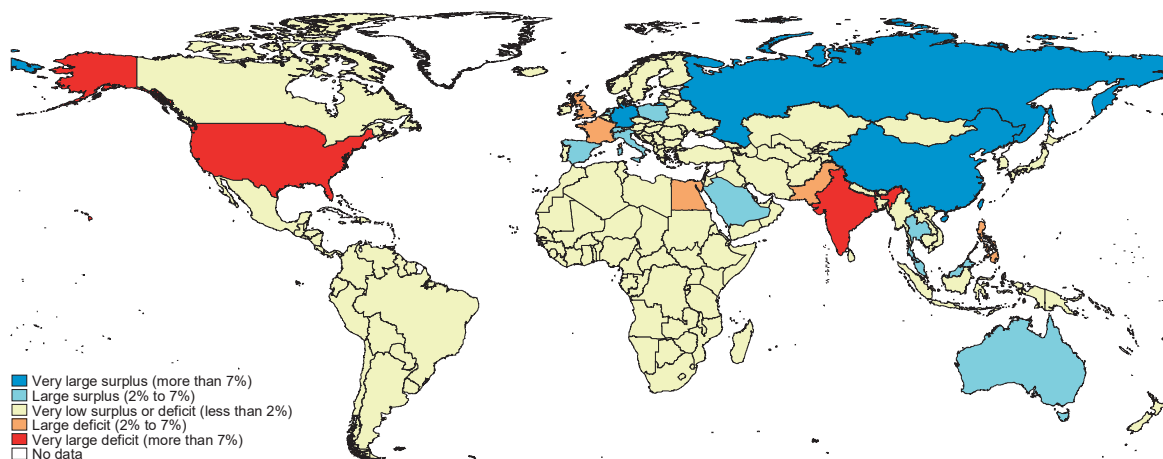 Very large surplus (more than 7%)
Large surplus (2% to 7%)
Very low surplus or deficit (less than 2%)
Large deficit (2% to 7%)
Very large deficit (more than 7%)
No data